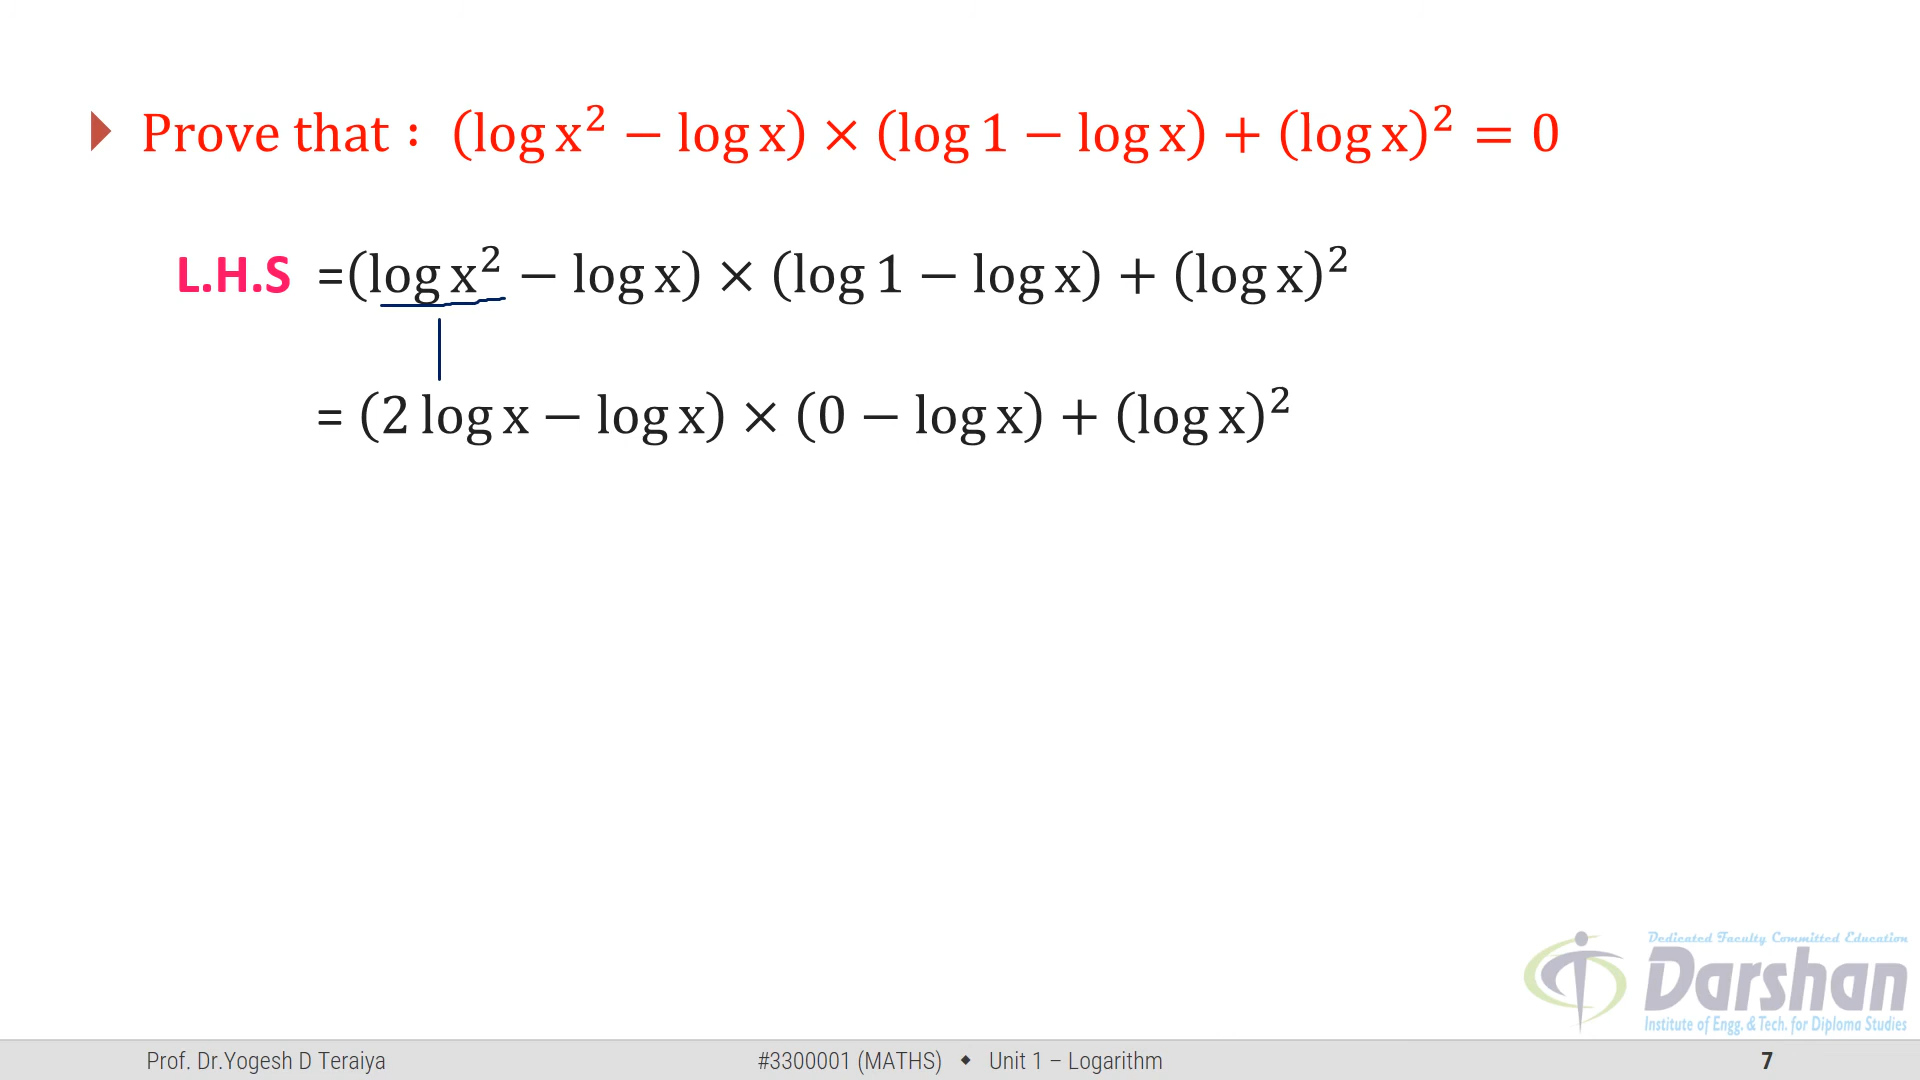 Prove that : (log x² − log x) × (log 1 − log x) + (log x)² = 0
L.H.S =(log x² − log x) × (log 1 − log x) + (log x)²
= (2 log x − log x) × (0 − log x) + (log x)²
Dedicated Faculty Committed Education
Darshan
Institute of Engg. & Tech. for Diploma Studies
Prof. Dr.Yogesh D Teraiya #3300001 (MATHS) ◆ Unit 1 – Logarithm 7